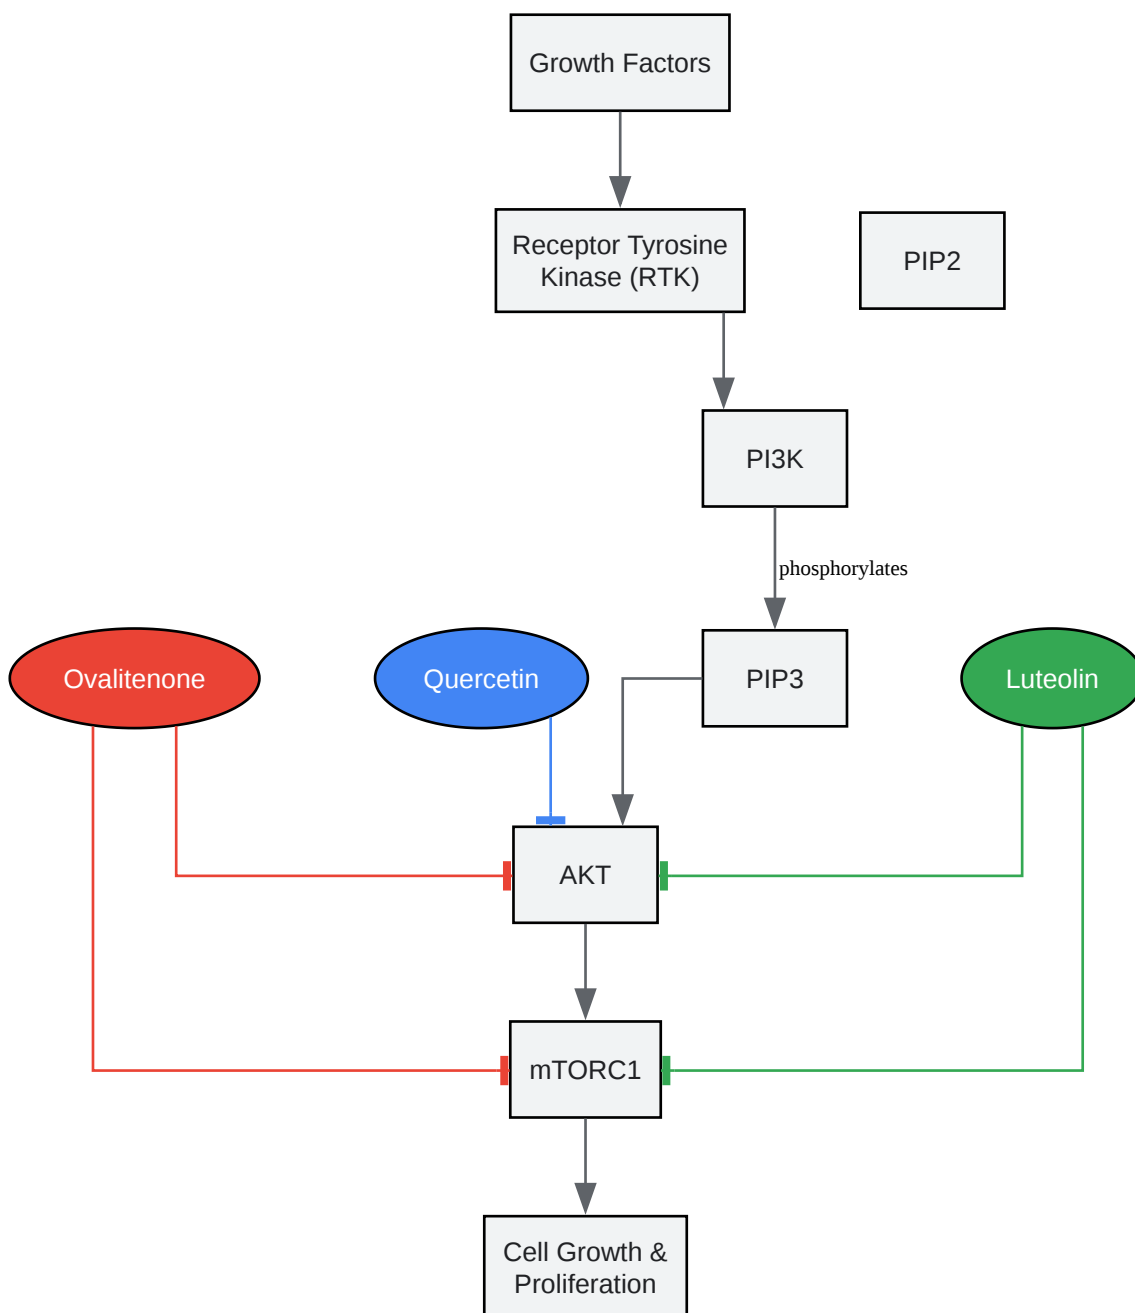 Growth Factors
Receptor Tyrosine
Kinase (RTK)
PIP2
PI3K
phosphorylates
Ovalitenone
Quercetin
PIP3
Luteolin
AKT
mTORC1
Cell Growth &
Proliferation